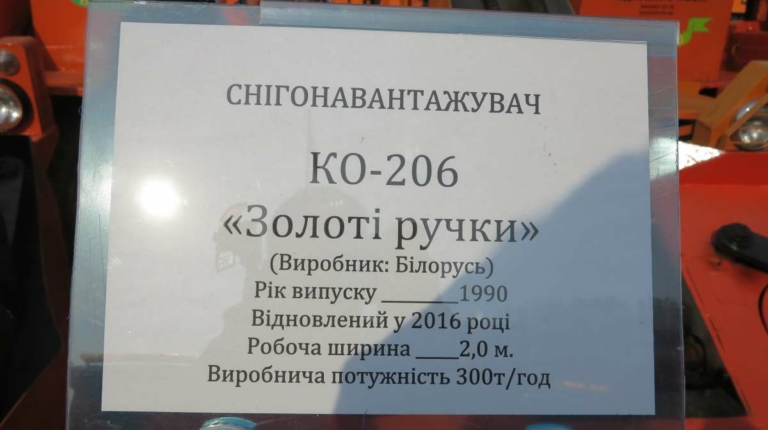 СНІГОНАВАНТАЖУВАЧ
КО-206
«Золоті ручки»
(Виробник: Білорусь)
Рік випуску ________1990
Відновлений у 2016 році
Робоча ширина ____2,0 м.
Виробнича потужність 300т/год